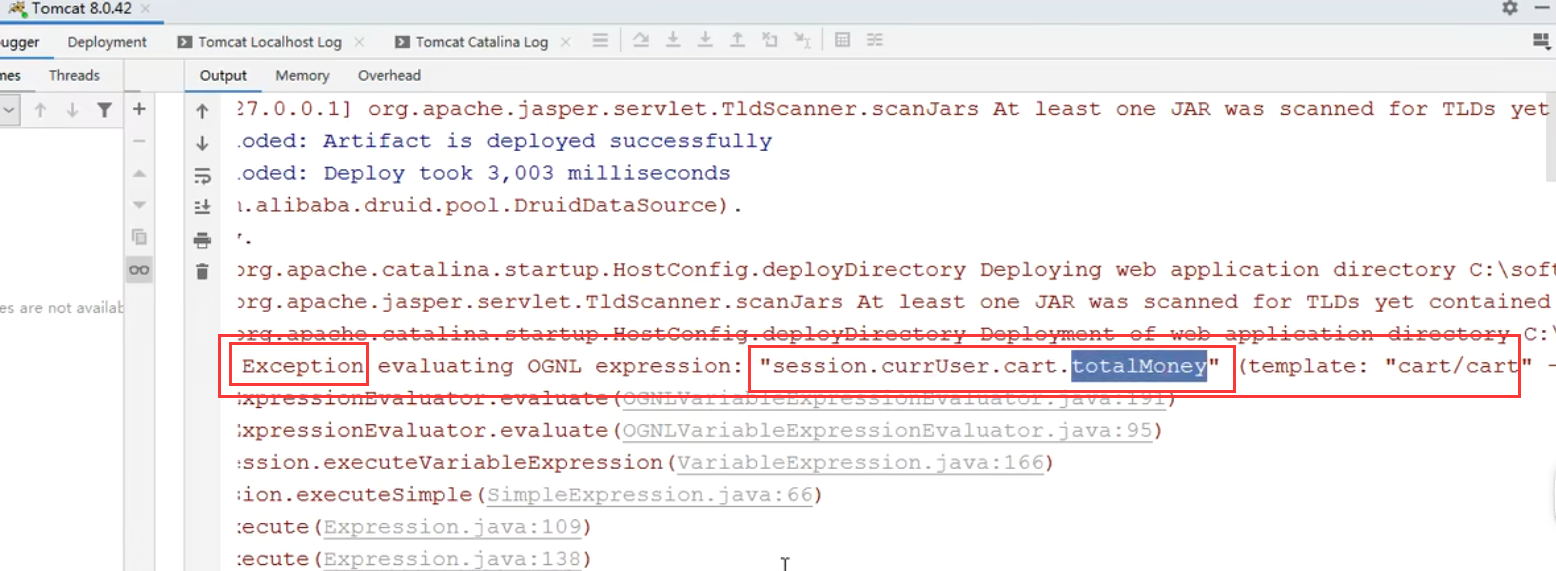 Tomcat 8.0.42
ugger Deployment Tomcat Localhost Log Tomcat Catalina Log
mes Threads Output Memory Overhead
27.0.0.1] org.apache.jasper.servlet.TldScanner.scanJars At least one JAR was scanned for TLDs yet
oded: Artifact is deployed successfully
oded: Deploy took 3,003 milliseconds
.alibaba.druid.pool.DruidDataSource).
org.apache.catalina.startup.HostConfig.deployDirectory Deploying web application directory C:\soft
es are not availab
org.apache.jasper.servlet.TldScanner.scanJars At least one JAR was scanned for TLDs yet contained
org.apache.catalina.startup.HostConfig.deployDirectory Deployment of web application directory C:\
Exception evaluating OGNL expression: "session.currUser.cart.totalMoney" (template: "cart/cart" -
ExpressionEvaluator.evaluate(OGNLVariableExpressionEvaluator.java:191)
ExpressionEvaluator.evaluate(OGNLVariableExpressionEvaluator.java:95)
ession.executeVariableExpression(VariableExpression.java:166)
ion.executeSimple(SimpleExpression.java:66)
ecute(Expression.java:109)
ecute(Expression.java:138)